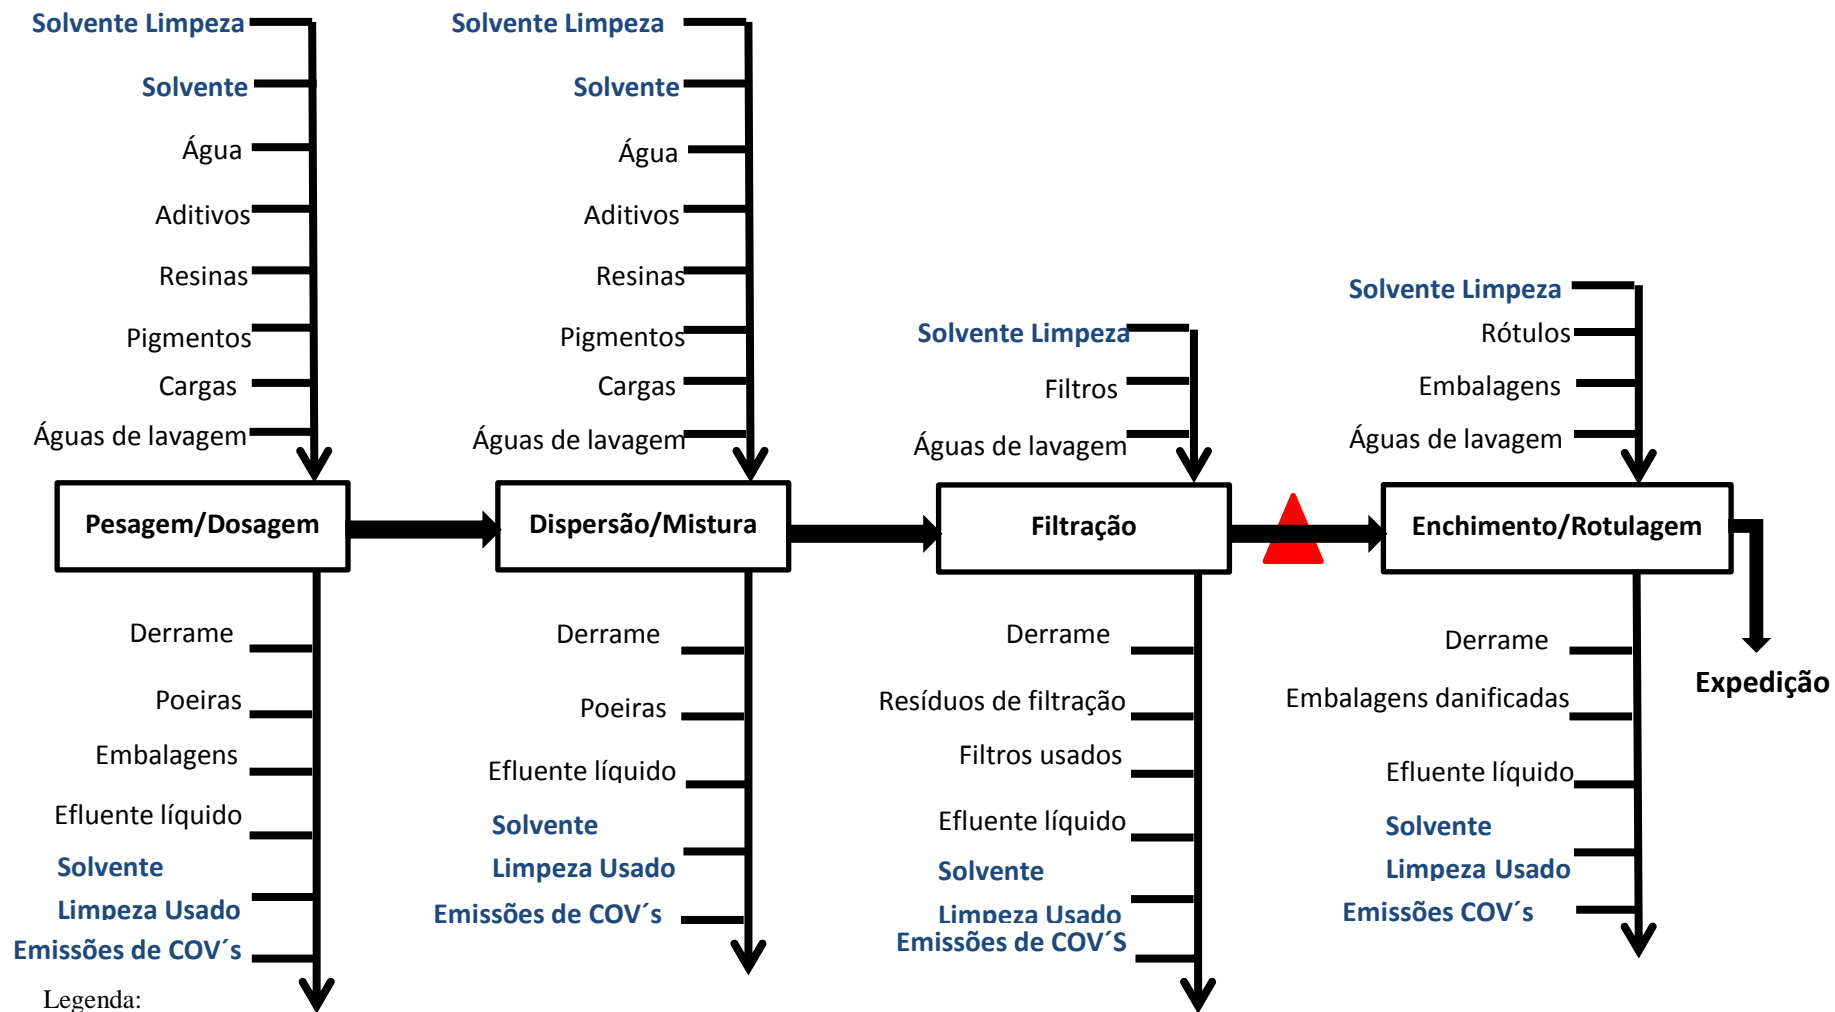 Solvente Limpeza
Solvente
Água
Aditivos
Resinas
Pigmentos
Cargas
Águas de lavagem
Solvente Limpeza
Solvente
Água
Aditivos
Resinas
Pigmentos
Cargas
Águas de lavagem
Solvente Limpeza
Filtros
Águas de lavagem
Solvente Limpeza
Rótulos
Embalagens
Águas de lavagem
Pesagem/Dosagem
Dispersão/Mistura
Filtração
Enchimento/Rotulagem
Expedição
Derrame
Poeiras
Embalagens
Efluente líquido
Solvente
Limpeza Usado
Emissões de COV´s
Derrame
Poeiras
Efluente líquido
Solvente
Limpeza Usado
Emissões de COV´s
Derrame
Resíduos de filtração
Filtros usados
Efluente líquido
Solvente
Limpeza Usado
Emissões de COV´S
Derrame
Embalagens danificadas
Efluente líquido
Solvente
Limpeza Usado
Emissões COV´s
Legenda: